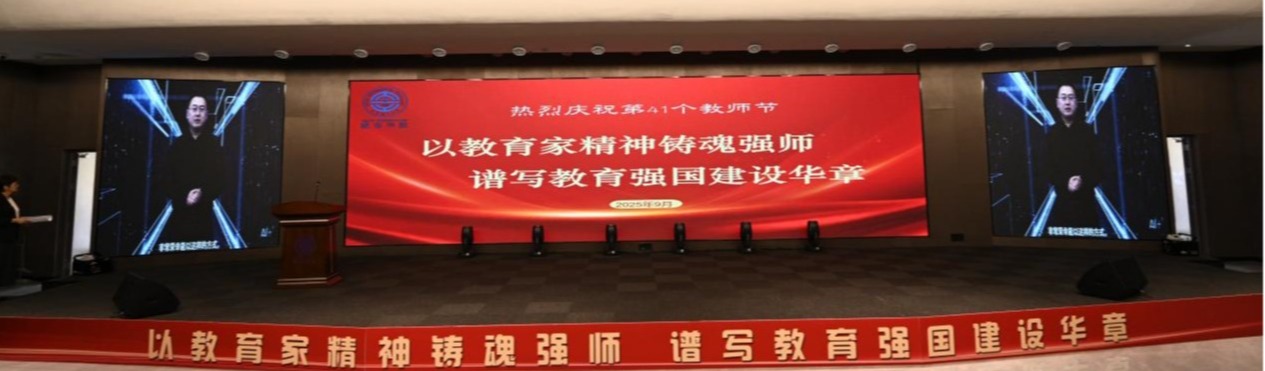 热烈庆祝第41个教师节
以教育家精神铸魂强师
谱写教育强国建设华章
2025年9月
以教育家精神铸魂强师 谱写教育强国建设华章